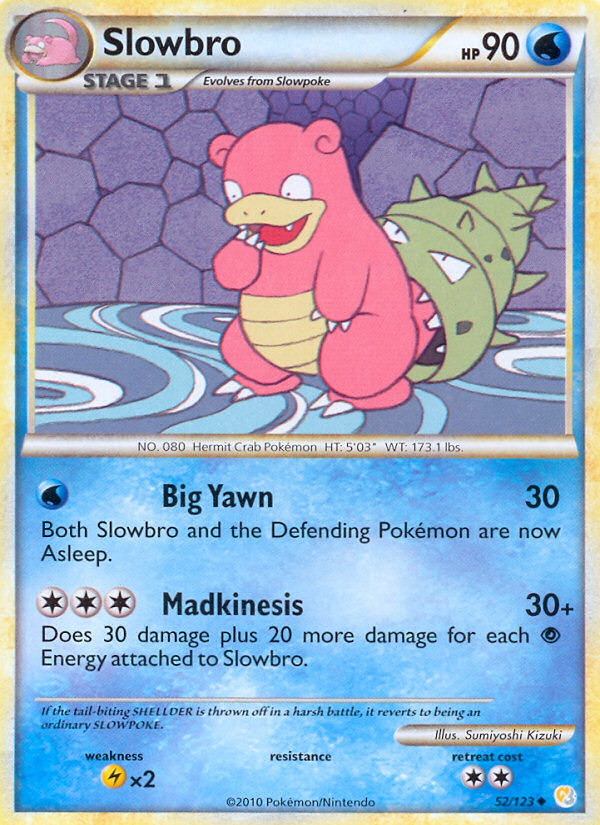 Slowbro
HP 90
STAGE 1
Evolves from Slowpoke
NO. 080 Hermit Crab Pokémon HT: 5'03" WT: 173.1 lbs.
Big Yawn 30
Both Slowbro and the Defending Pokémon are now
Asleep.
Madkinesis 30+
Does 30 damage plus 20 more damage for each
Energy attached to Slowbro.
If the tail-biting SHELLDER is thrown off in a harsh battle, it reverts to being an
ordinary SLOWPOKE.
Illus. Sumiyoshi Kizuki
weakness resistance retreat cost
×2
©2010 Pokémon/Nintendo
52/123